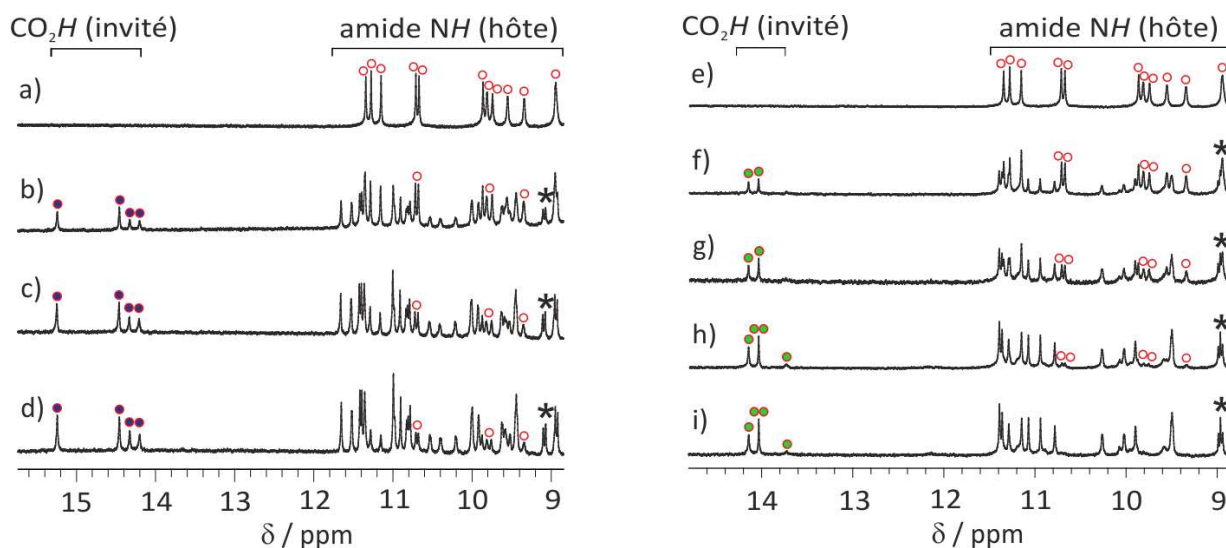 CO₂H (invité)
amide NH (hôte)
a)
b)
*
c)
*
d)
*
15 14 13 12 11 10 9
δ / ppm
CO₂H (invité)
amide NH (hôte)
e)
f)
*
g)
*
h)
*
i)
*
14 13 12 11 10 9
δ / ppm